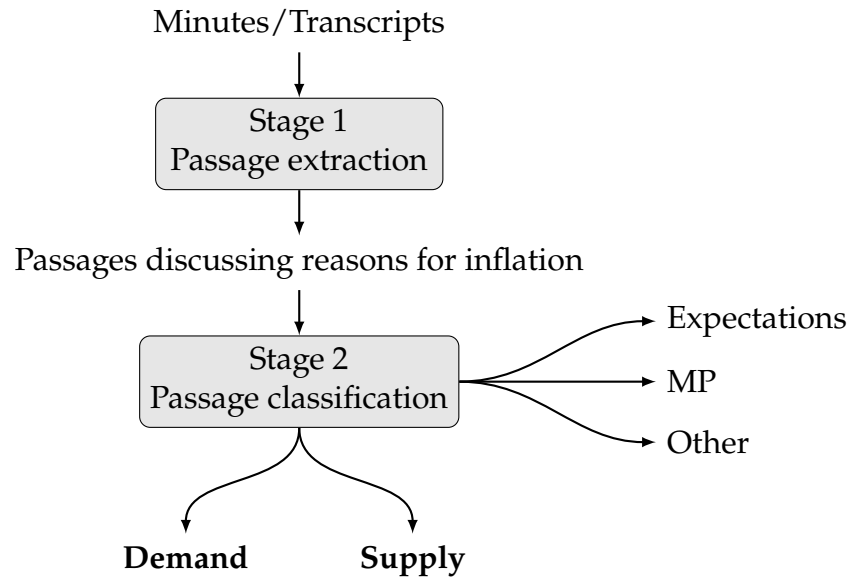 Minutes/Transcripts
Stage 1
Passage extraction
Passages discussing reasons for inflation
Stage 2
Passage classification
Expectations
MP
Other
Demand
Supply